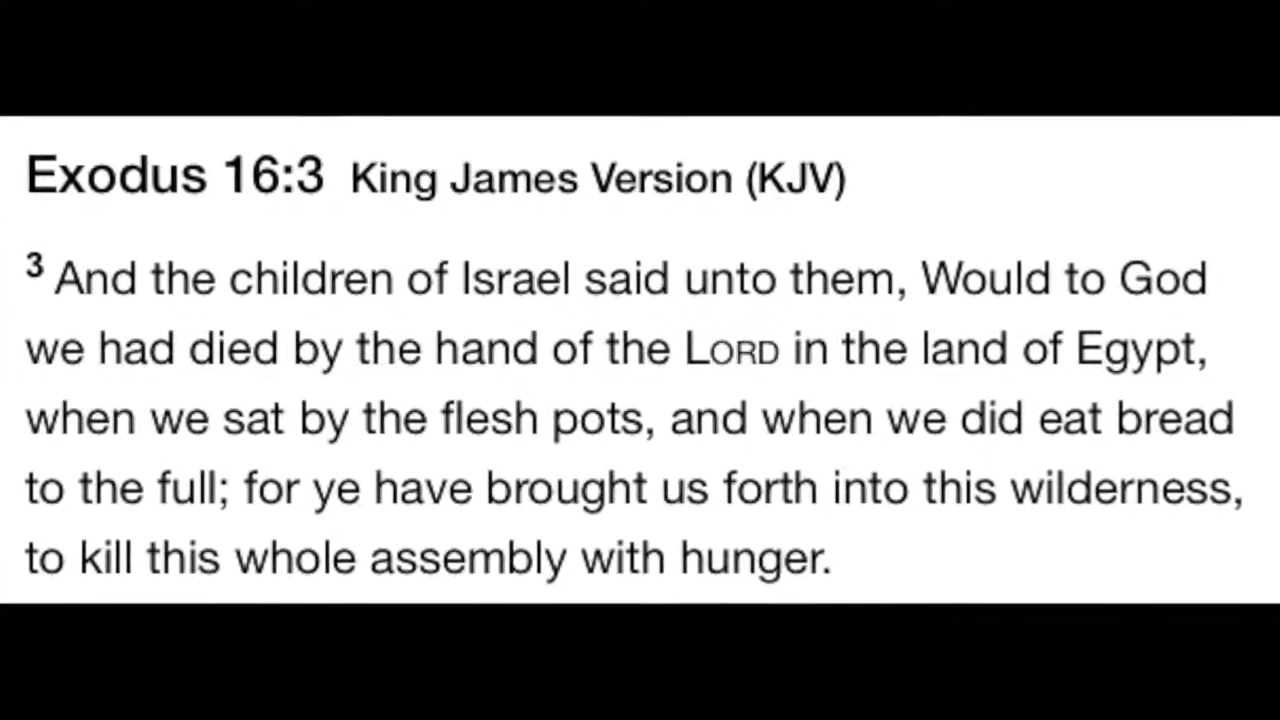 Exodus 16:3 King James Version (KJV)
3 And the children of Israel said unto them, Would to God
we had died by the hand of the LORD in the land of Egypt,
when we sat by the flesh pots, and when we did eat bread
to the full; for ye have brought us forth into this wilderness,
to kill this whole assembly with hunger.